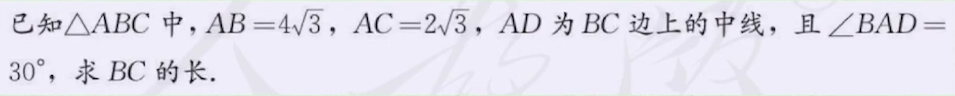 已知△ABC 中，AB=4√3，AC=2√3，AD 为 BC 边上的中线，且∠BAD=
30°，求 BC 的长.